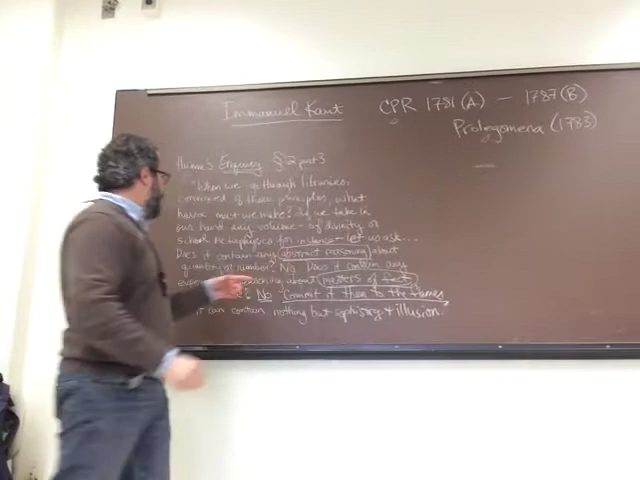 Immanuel Kant
CPR 1781 (A) — 1787 (B)
Prolegomena (1783)
Hume's Enquiry §12 part 3
"When we run through libraries,
convinced of these principles, what
havoc must we make? If we take in
our hand any volume - of divinity or
school metaphysics for instance - let us ask...
Does it contain any abstract reasoning about
quantity or number? No Does it contain any
about matters of fact
? No Commit it then to the flames
it can contain nothing but sophistry + illusion